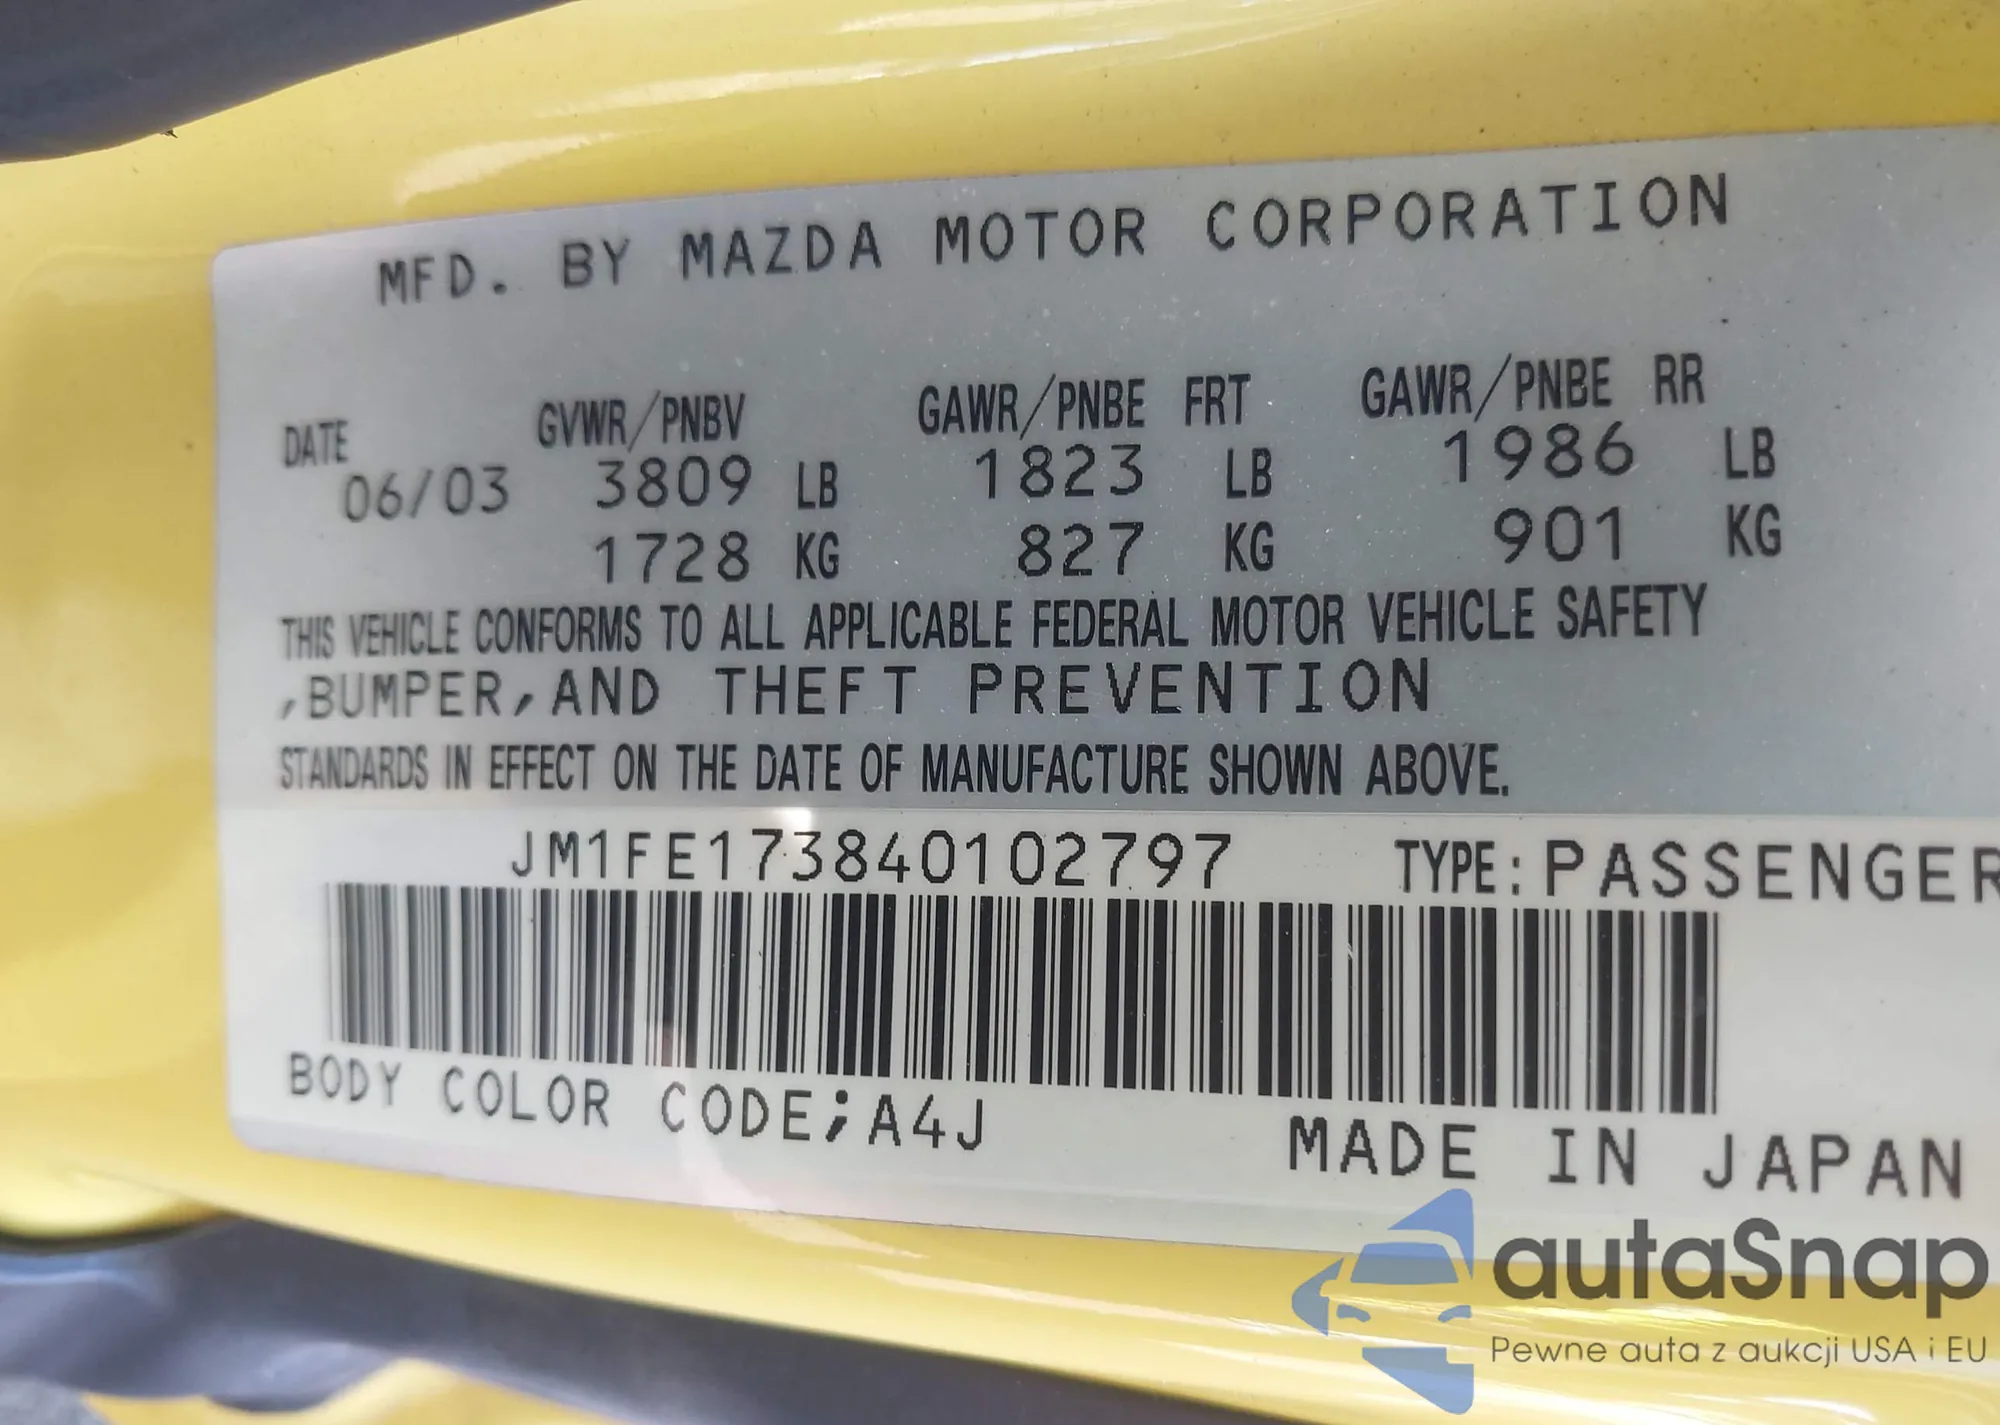 MFD. BY MAZDA MOTOR CORPORATION
DATE GVWR/PNBV GAWR/PNBE FRT GAWR/PNBE RR
06/03 3809 LB 1823 LB 1986 LB
1728 KG 827 KG 901 KG
THIS VEHICLE CONFORMS TO ALL APPLICABLE FEDERAL MOTOR VEHICLE SAFETY
,BUMPER,AND THEFT PREVENTION
STANDARDS IN EFFECT ON THE DATE OF MANUFACTURE SHOWN ABOVE.
JM1FE173840102797 TYPE:PASSENGER
BODY COLOR CODE;A4J
MADE IN JAPAN
autaSnap
Pewne auta z aukcji USA i EU